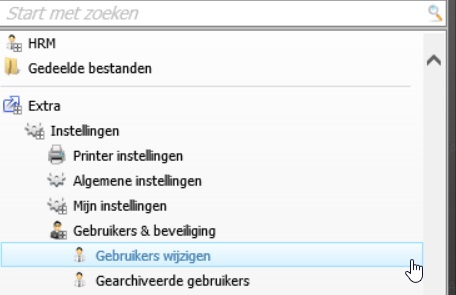 Start met zoeken
HRM
Gedeelde bestanden
Extra
Instellingen
Printer instellingen
Algemene instellingen
Mijn instellingen
Gebruikers & beveiliging
Gebruikers wijzigen
Gearchiveerde gebruikers